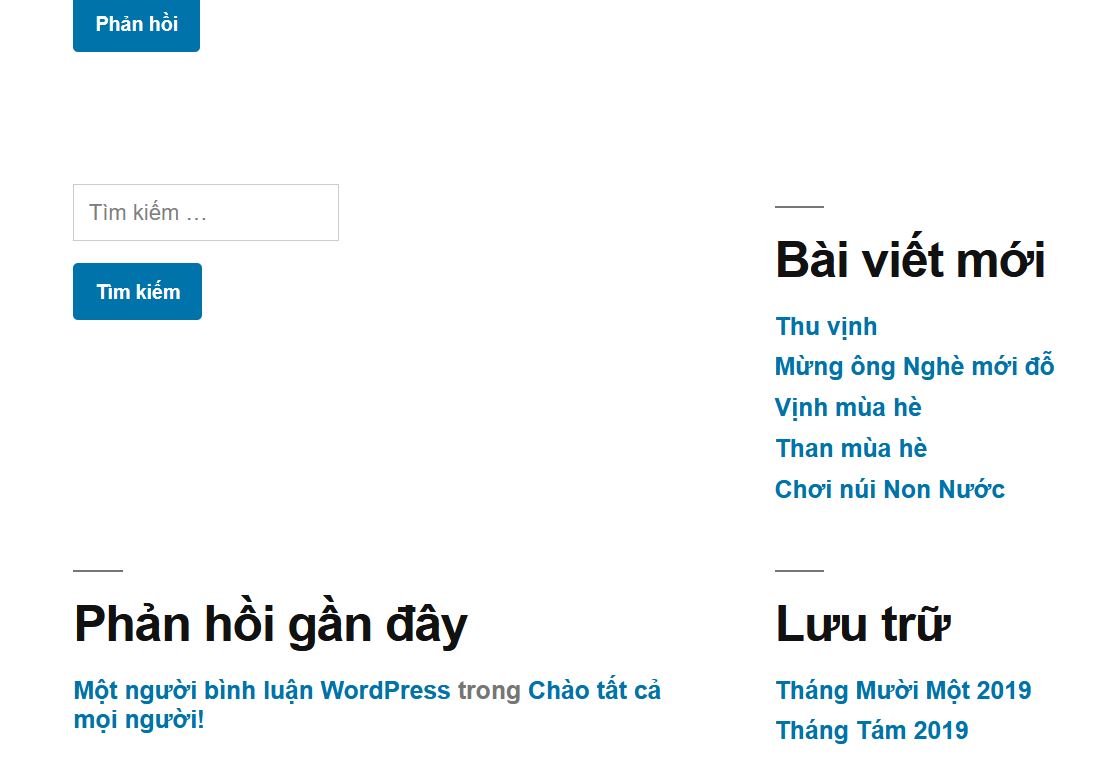 Phản hồi
Tìm kiếm …
Tìm kiếm
Bài viết mới
Thu vịnh
Mừng ông Nghè mới đỗ
Vịnh mùa hè
Than mùa hè
Chơi núi Non Nước
Phản hồi gần đây
Một người bình luận WordPress trong Chào tất cả
mọi người!
Lưu trữ
Tháng Mười Một 2019
Tháng Tám 2019